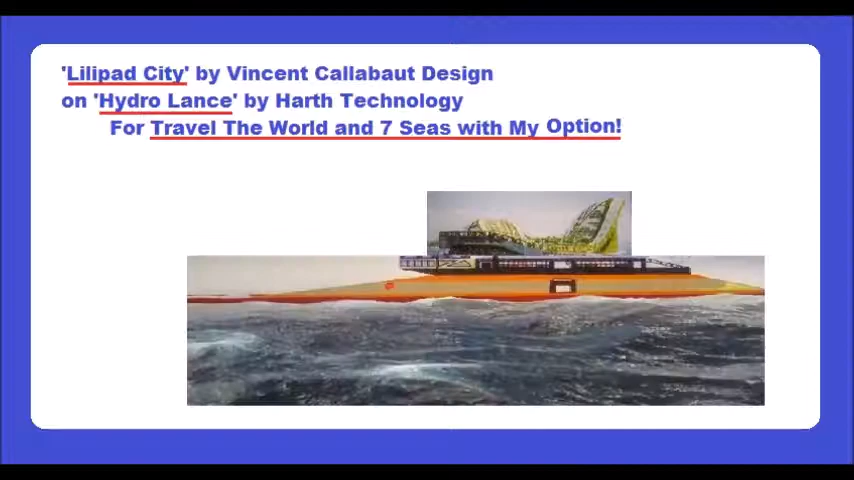 'Lilipad City' by Vincent Callabaut Design
on 'Hydro Lance' by Harth Technology
For Travel The World and 7 Seas with My Option!